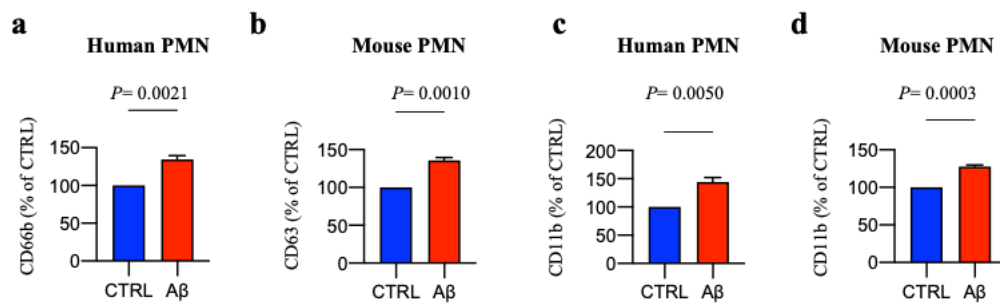 a
Human PMN
P= 0.0021
CD66b (% of CTRL)
150
100
50
0
CTRL Aβ
b
Mouse PMN
P= 0.0010
CD63 (% of CTRL)
150
100
50
0
CTRL Aβ
c
Human PMN
P= 0.0050
CD11b (% of CTRL)
200
150
100
50
0
CTRL Aβ
d
Mouse PMN
P= 0.0003
CD11b (% of CTRL)
150
100
50
0
CTRL Aβ